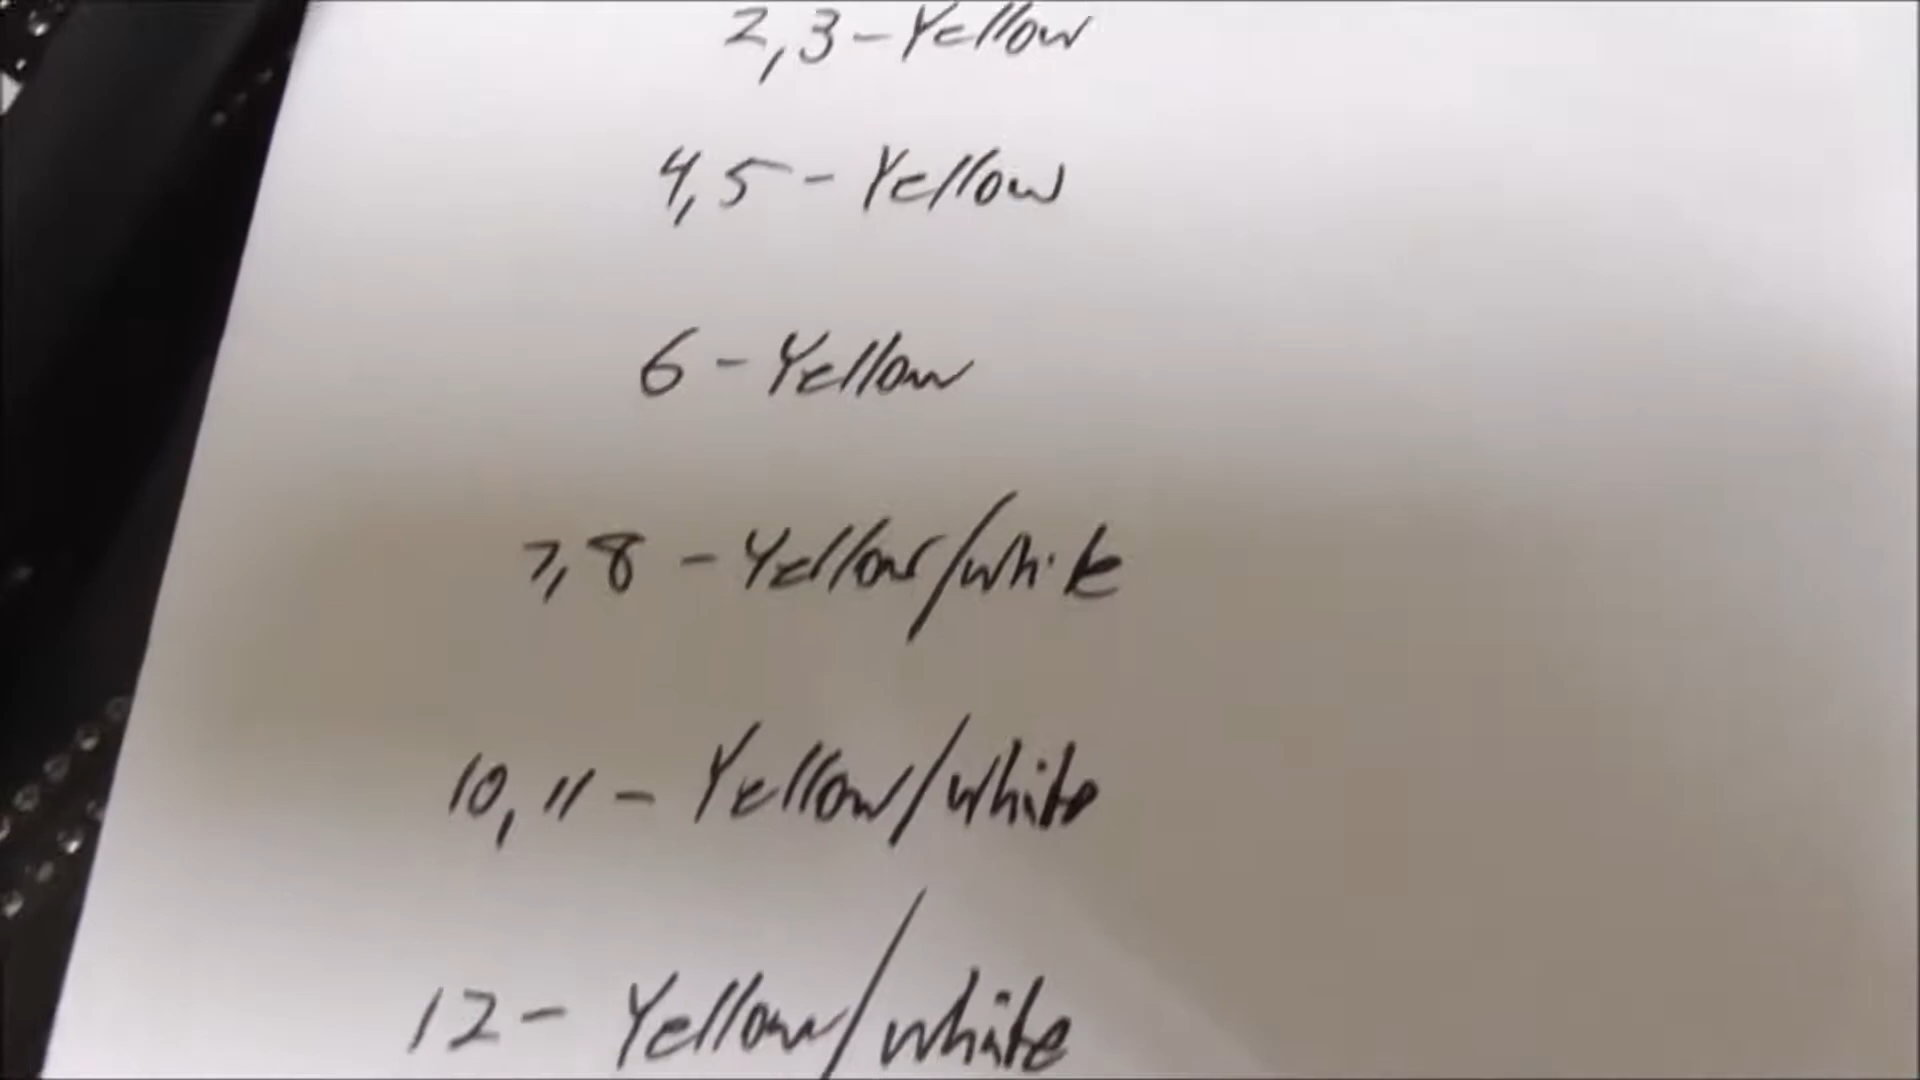 2,3 - Yellow
4,5 - Yellow
6 - Yellow
7,8 - Yellow/white
10, 11 - Yellow/white
12 - Yellow/white